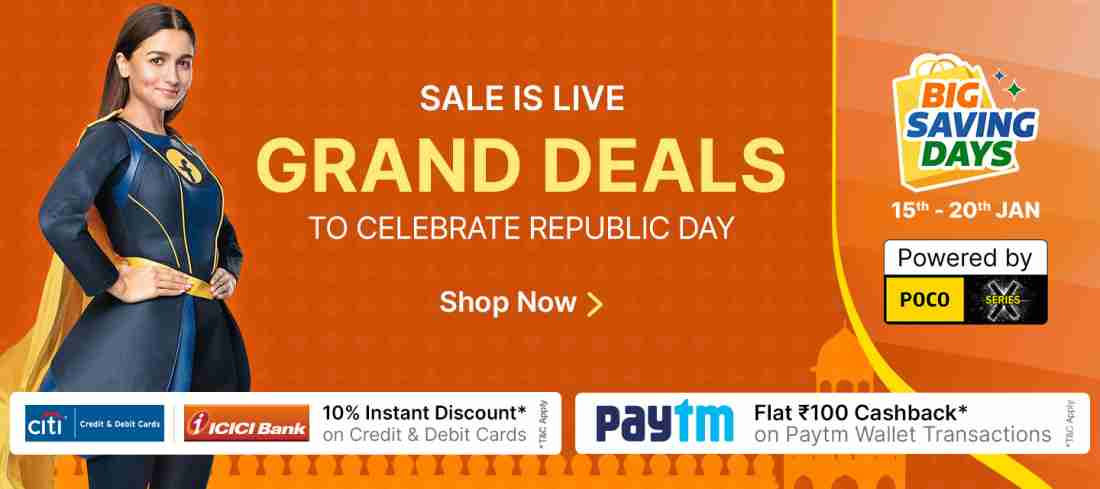 SALE IS LIVE
GRAND DEALS
TO CELEBRATE REPUBLIC DAY
Shop Now
BIG
SAVING
DAYS
15th - 20th JAN
Powered by
POCO
X
SERIES
citi
Credit & Debit Cards
ICICI Bank
10% Instant Discount*
on Credit & Debit Cards
*T&C Apply
paytm
Flat ₹100 Cashback*
on Paytm Wallet Transactions
*T&C Apply